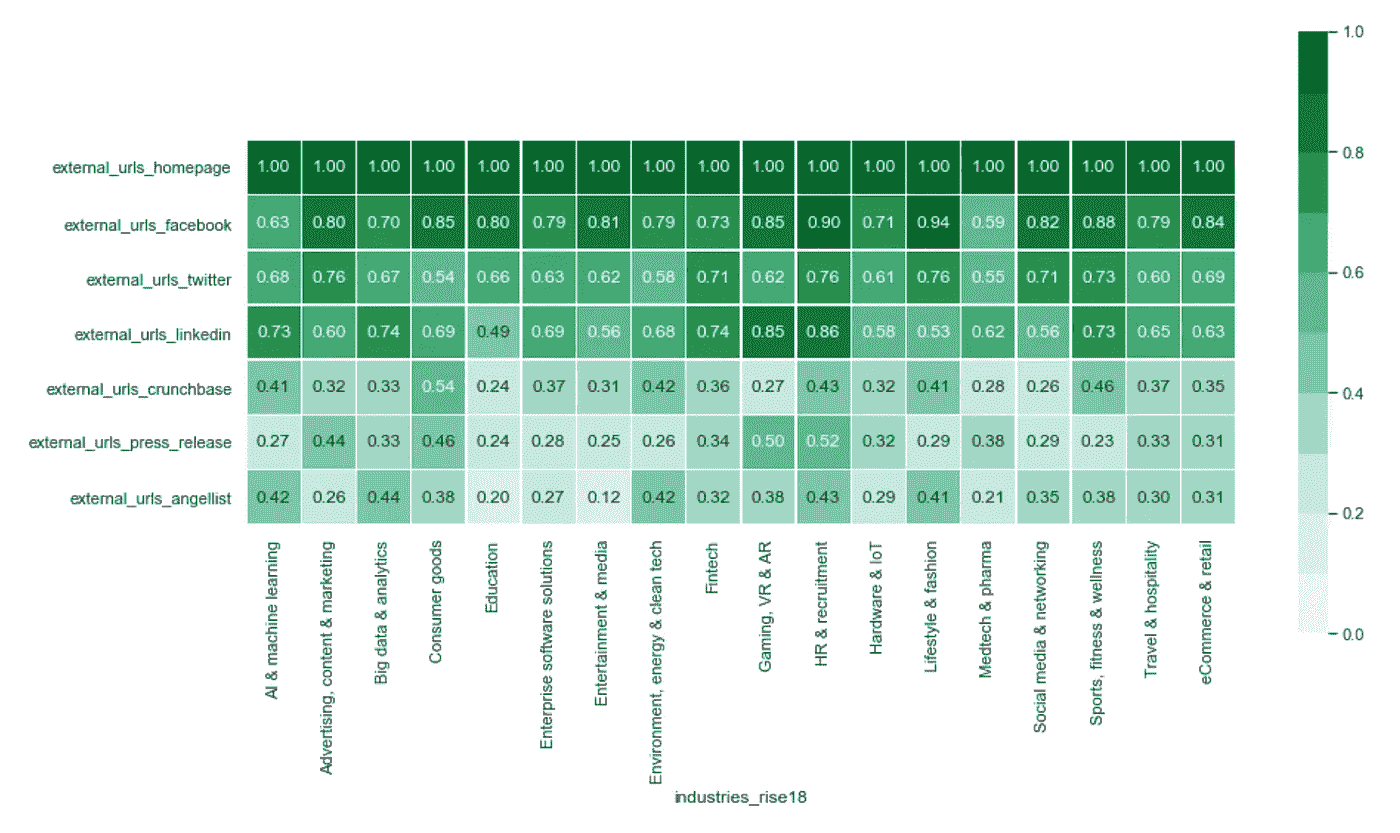 external_urls_homepage 1.00 1.00 1.00 1.00 1.00 1.00 1.00 1.00 1.00 1.00 1.00 1.00 1.00 1.00 1.00 1.00 1.00 1.00
external_urls_facebook 0.63 0.80 0.70 0.85 0.80 0.79 0.81 0.79 0.73 0.85 0.90 0.71 0.94 0.59 0.82 0.88 0.79 0.84
external_urls_twitter 0.68 0.76 0.67 0.54 0.66 0.63 0.62 0.58 0.71 0.62 0.76 0.61 0.76 0.55 0.71 0.73 0.60 0.69
external_urls_linkedin 0.73 0.60 0.74 0.69 0.49 0.69 0.56 0.68 0.74 0.85 0.86 0.58 0.53 0.62 0.56 0.73 0.65 0.63
external_urls_crunchbase 0.41 0.32 0.33 0.54 0.24 0.37 0.31 0.42 0.36 0.27 0.43 0.32 0.41 0.28 0.26 0.46 0.37 0.35
external_urls_press_release 0.27 0.44 0.33 0.46 0.24 0.28 0.25 0.26 0.34 0.50 0.52 0.32 0.29 0.38 0.29 0.23 0.33 0.31
external_urls_angellist 0.42 0.26 0.44 0.38 0.20 0.27 0.12 0.42 0.32 0.38 0.43 0.29 0.41 0.21 0.35 0.38 0.30 0.31
AI & machine learning
Advertising, content & marketing
Big data & analytics
Consumer goods
Education
Enterprise software solutions
Entertainment & media
Environment, energy & clean tech
Fintech
Gaming, VR & AR
HR & recruitment
Hardware & IoT
Lifestyle & fashion
Medtech & pharma
Social media & networking
Sports, fitness & wellness
Travel & hospitality
eCommerce & retail
industries_rise18
1.0
0.8
0.6
0.4
0.2
0.0